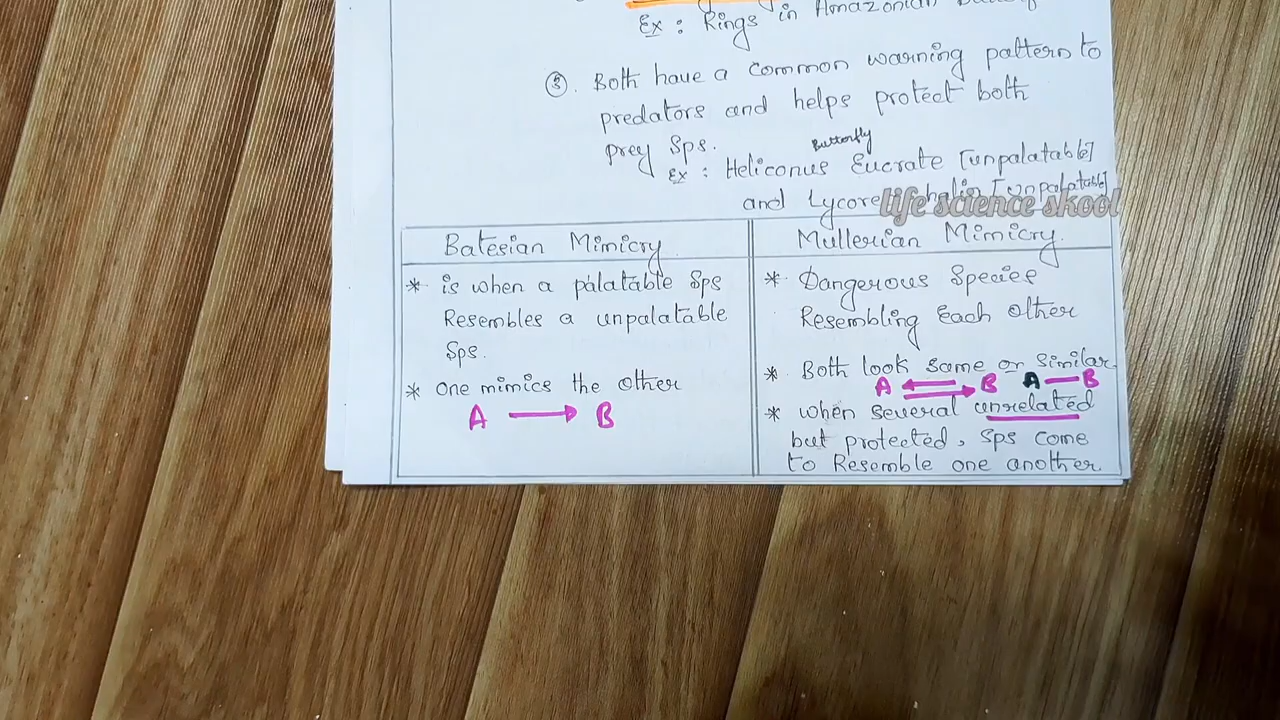 Ex : Rings in Amazonian
③. Both have a common warning pattern to
predators and helps protect both
prey Sps.
Butterfly
Ex : Heliconus Eucrate [unpalatable]
and Lycore [unpalatable]
life science skool
Batesian Mimicry
* is when a palatable Sps
Resembles a unpalatable
Sps.
* One mimics the Other
A → B
Mullerian Mimicry.
* Dangerous Species
Resembling Each Other
* Both look same or similar
A ⇄ B A — B
* when several unrelated
but protected, Sps come
to Resemble one another